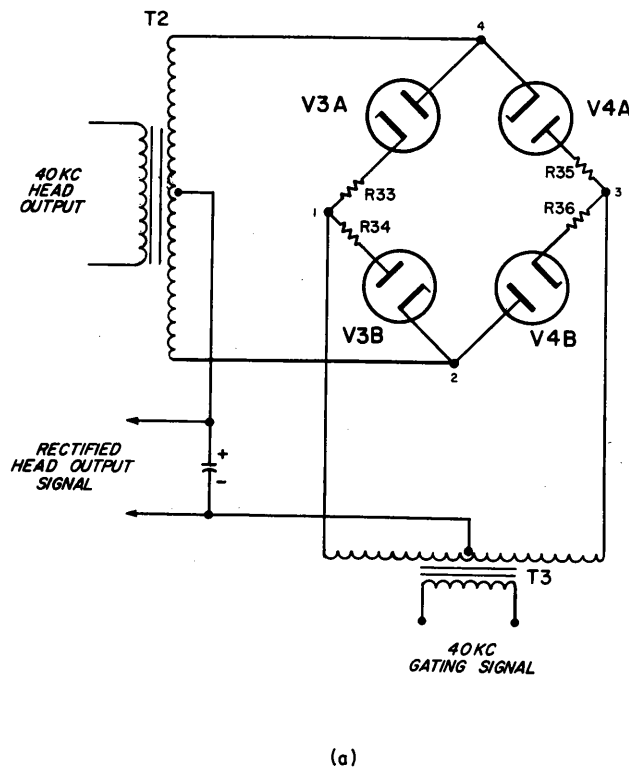 T2
4
V3A
V4A
40KC
HEAD
OUTPUT
R33
R35
1
3
R34
R36
V3B
V4B
2
RECTIFIED
HEAD OUTPUT
SIGNAL
+
-
T3
40KC
GATING SIGNAL
(a)